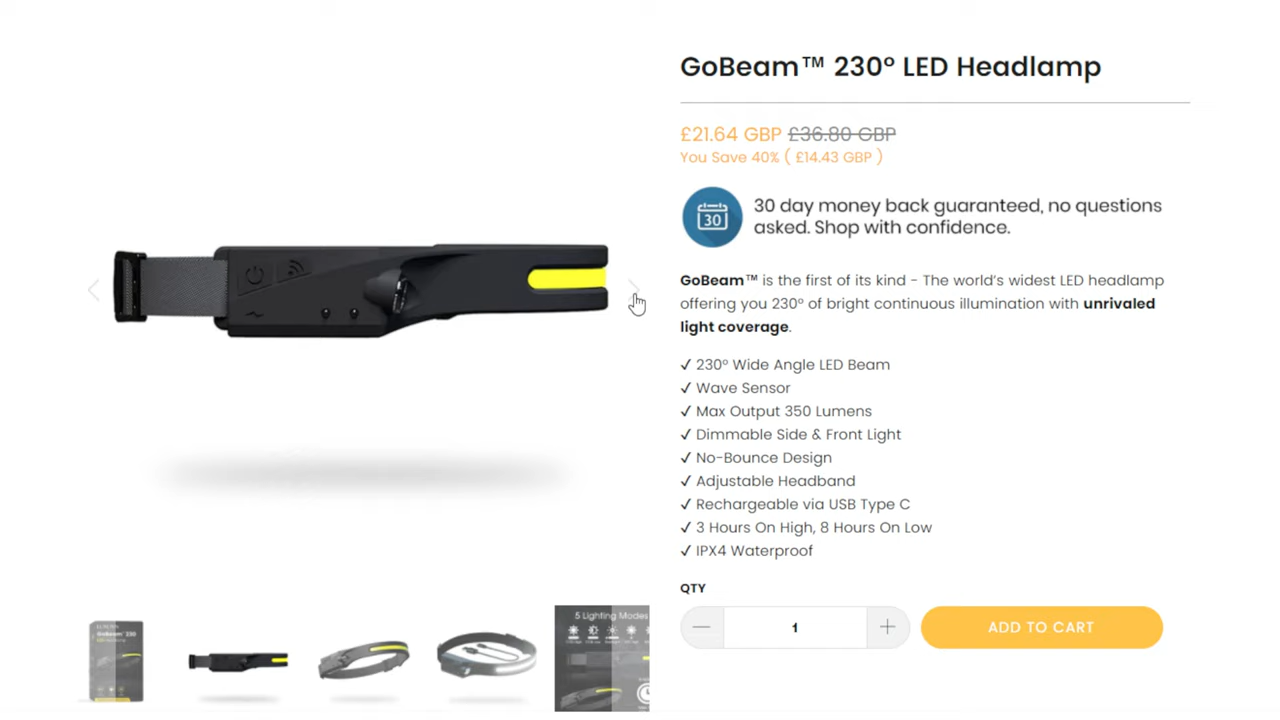 GoBeam™ 230° LED Headlamp
£21.64 GBP £36.80 GBP
You Save 40% ( £14.43 GBP )
30
30 day money back guaranteed, no questions
asked. Shop with confidence.
GoBeam™ is the first of its kind - The world's widest LED headlamp
offering you 230° of bright continuous illumination with unrivaled
light coverage.
✓ 230° Wide Angle LED Beam
✓ Wave Sensor
✓ Max Output 350 Lumens
✓ Dimmable Side & Front Light
✓ No-Bounce Design
✓ Adjustable Headband
✓ Rechargeable via USB Type C
✓ 3 Hours On High, 8 Hours On Low
✓ IPX4 Waterproof
QTY
— 1 +
ADD TO CART
GoBeam™ 230
5 Lighting Modes